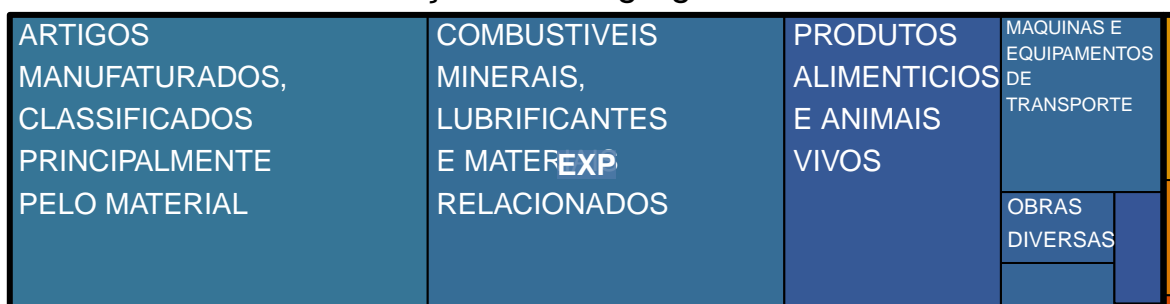 ARTIGOS
MANUFATURADOS,
CLASSIFICADOS
PRINCIPALMENTE
PELO MATERIAL
COMBUSTIVEIS
MINERAIS,
LUBRIFICANTES
E MATERIAIS
RELACIONADOS
EXP
PRODUTOS
ALIMENTICIOS
E ANIMAIS
VIVOS
MAQUINAS E
EQUIPAMENTOS
DE
TRANSPORTE
OBRAS
DIVERSAS